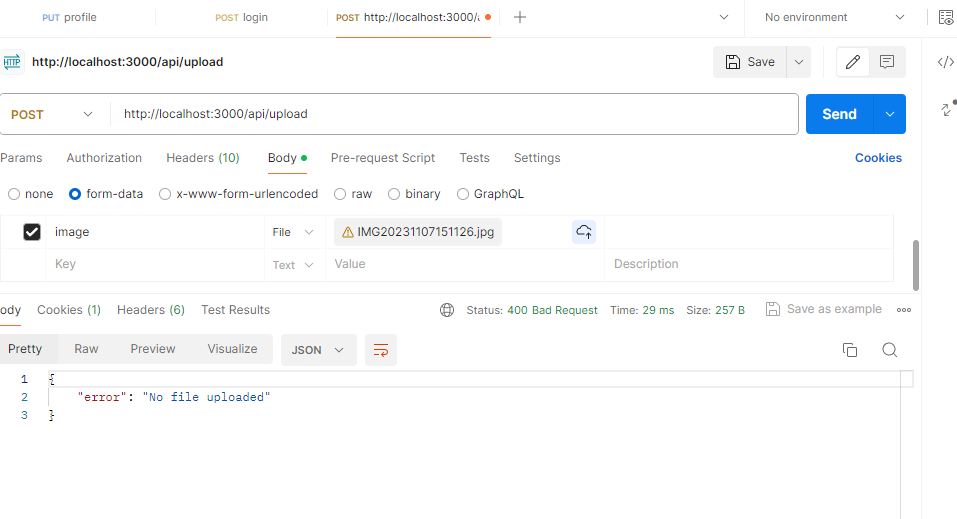 PUT profile POST login POST http://localhost:3000/a No environment
HTTP http://localhost:3000/api/upload Save
POST http://localhost:3000/api/upload Send
Params Authorization Headers (10) Body Pre-request Script Tests Settings Cookies
none form-data x-www-form-urlencoded raw binary GraphQL
image File IMG20231107151126.jpg
Key Text Value Description
ody Cookies (1) Headers (6) Test Results Status: 400 Bad Request Time: 29 ms Size: 257 B Save as example
Pretty Raw Preview Visualize JSON
1 {
2 "error": "No file uploaded"
3 }